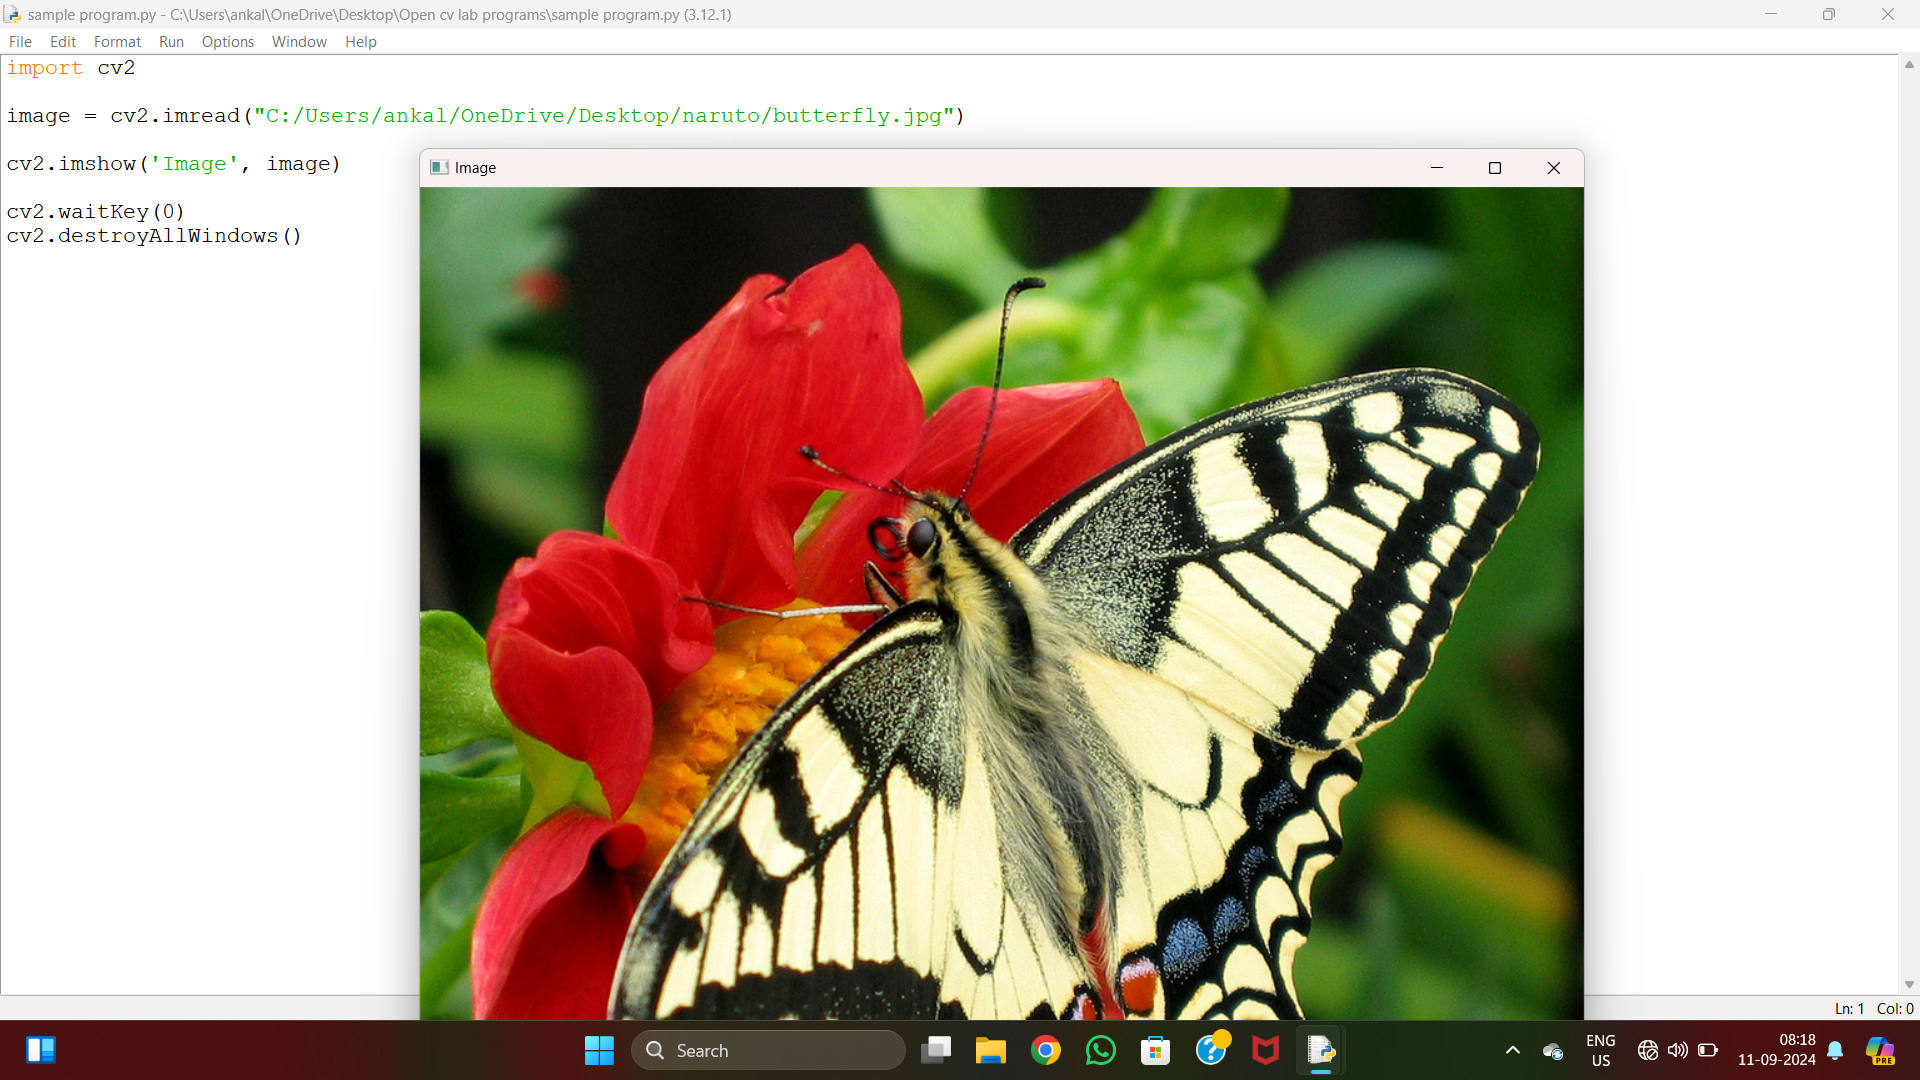 sample program.py - C:\Users\ankal\OneDrive\Desktop\Open cv lab programs\sample program.py (3.12.1)
File Edit Format Run Options Window Help
import cv2
image = cv2.imread("C:/Users/ankal/OneDrive/Desktop/naruto/butterfly.jpg")
cv2.imshow('Image', image)
cv2.waitKey(0)
cv2.destroyAllWindows()
Image
Ln: 1 Col: 0
Search
ENG
US
08:18
11-09-2024
PRE